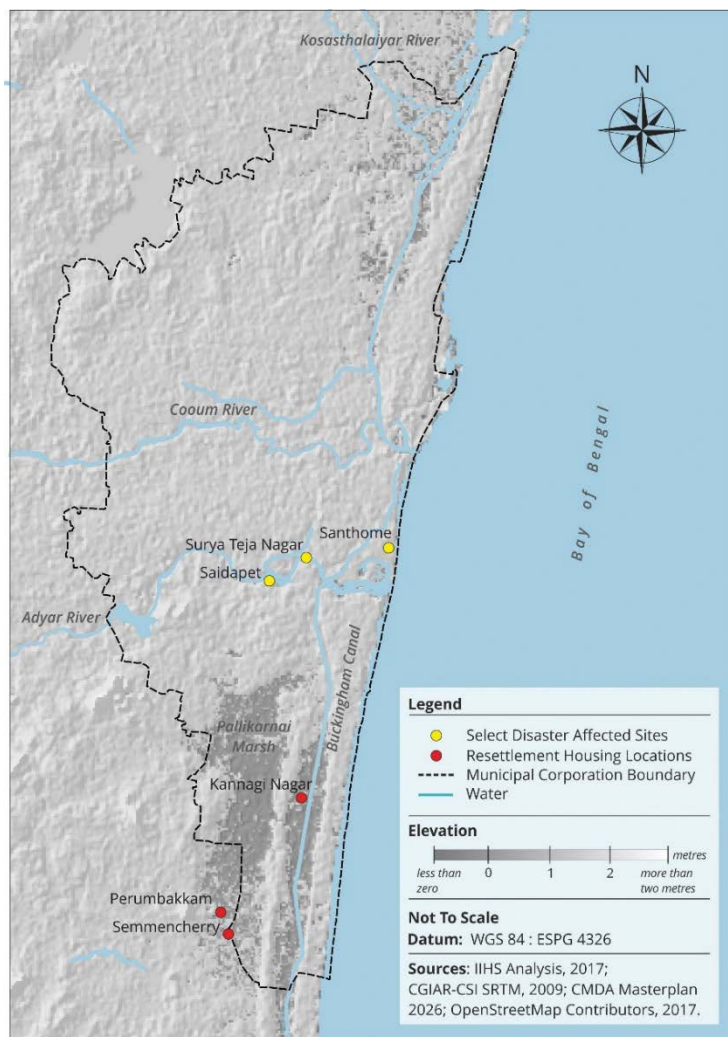 Kosasthalaiyar River
N
Cooum River
Bay of Bengal
Santhome
Surya Teja Nagar
Saidapet
Adyar River
Buckingham Canal
Pallikarnai
Marsh
Kannagi Nagar
Perumbakkam
Semmencherry
Legend
Select Disaster Affected Sites
Resettlement Housing Locations
Municipal Corporation Boundary
Water
Elevation
metres
less than
zero
0
1
2
more than
two metres
Not To Scale
Datum: WGS 84 : ESPG 4326
Sources: IIHS Analysis, 2017;
CGIAR-CSI SRTM, 2009; CMDA Masterplan
2026; OpenStreetMap Contributors, 2017.